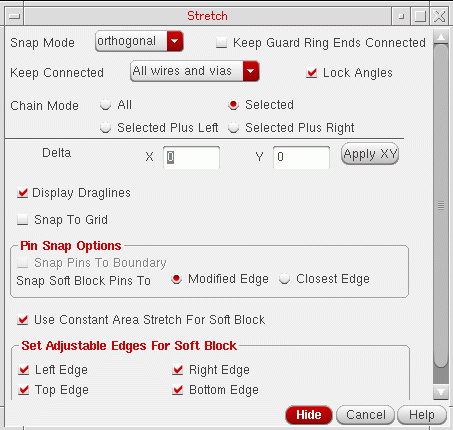 Stretch
Snap Mode orthogonal Keep Guard Ring Ends Connected
Keep Connected All wires and vias Lock Angles
Chain Mode All Selected
Selected Plus Left Selected Plus Right
Delta X 0 Y 0 Apply XY
Display Draglines
Snap To Grid
Pin Snap Options
Snap Pins To Boundary
Snap Soft Block Pins To Modified Edge Closest Edge
Use Constant Area Stretch For Soft Block
Set Adjustable Edges For Soft Block
Left Edge Right Edge
Top Edge Bottom Edge
Hide Cancel Help